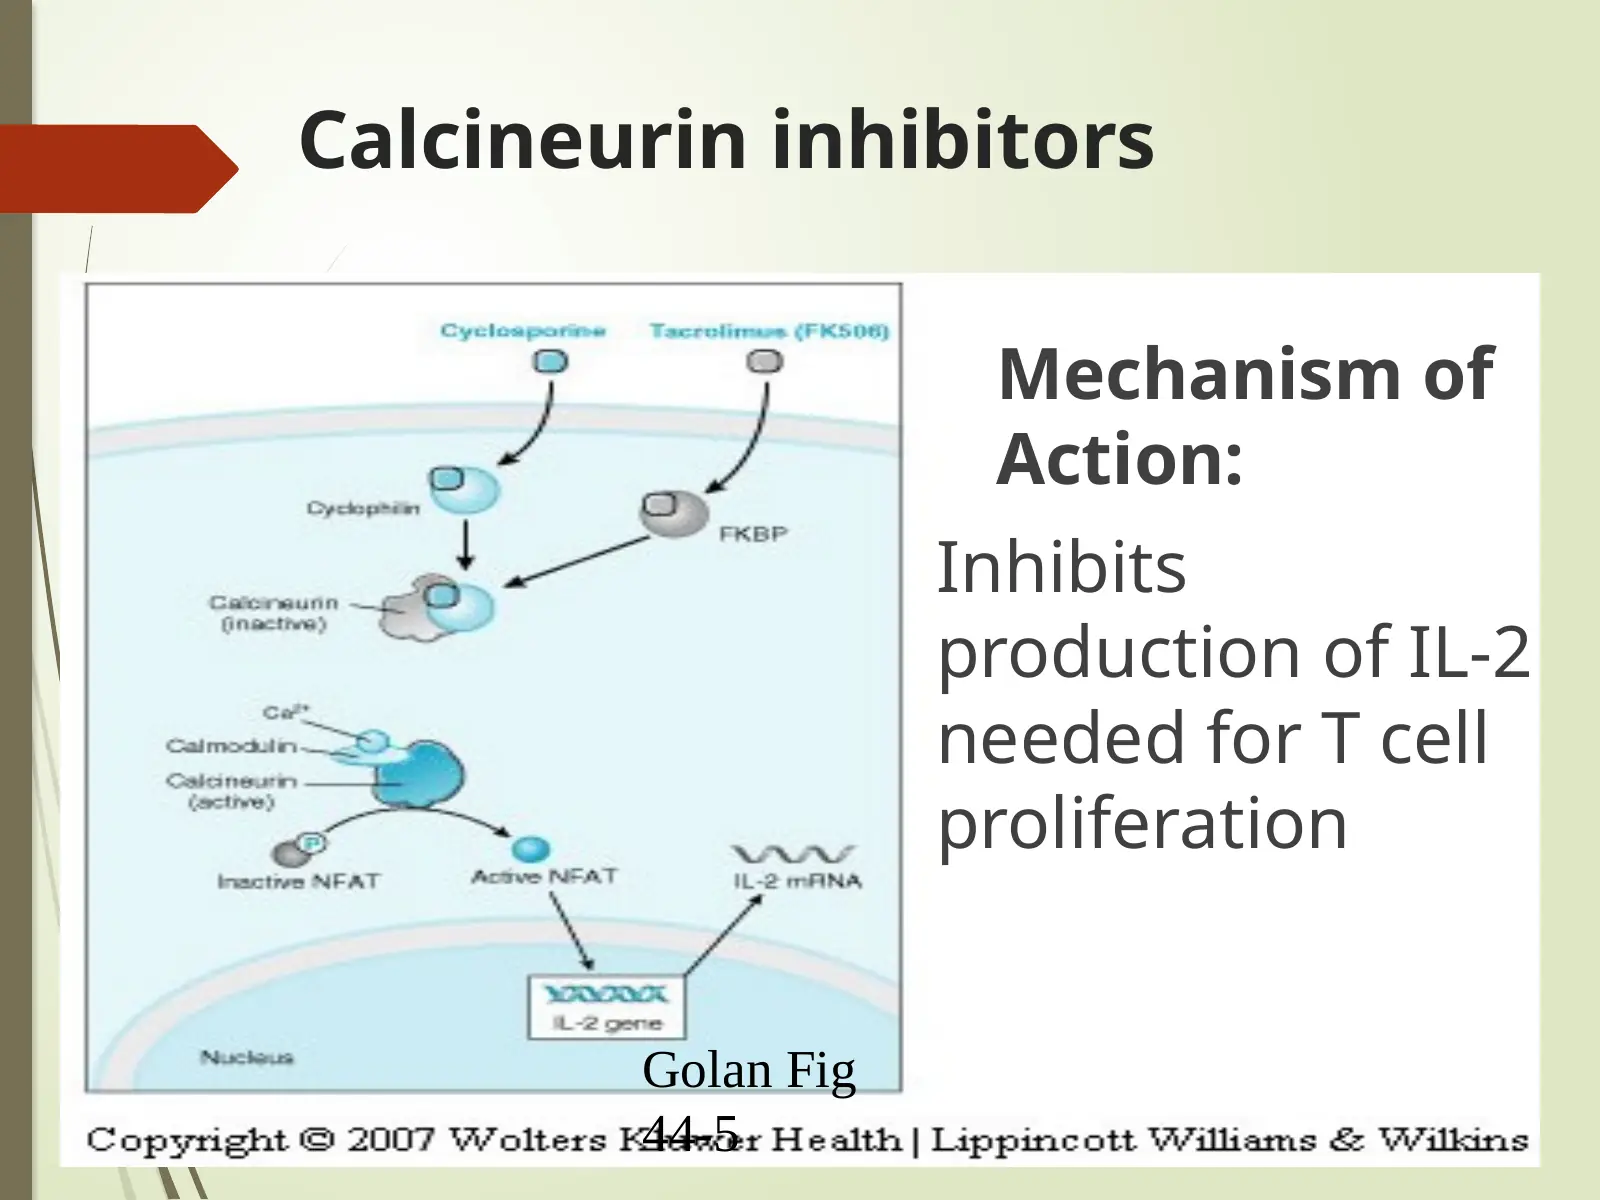 Calcineurin inhibitors
Cyclosporine
Tacrolimus (FK506)
Cyclophilin
FKBP
Calcineurin
(inactive)
Ca2+
Calmodulin
Calcineurin
(active)
P
Inactive NFAT
Active NFAT
IL-2 mRNA
IL-2 gene
Nucleus
Mechanism of
Action:
Inhibits
production of IL-2
needed for T cell
proliferation
Golan Fig
44-5
Copyright © 2007 Wolters Kluwer Health | Lippincott Williams & Wilkins